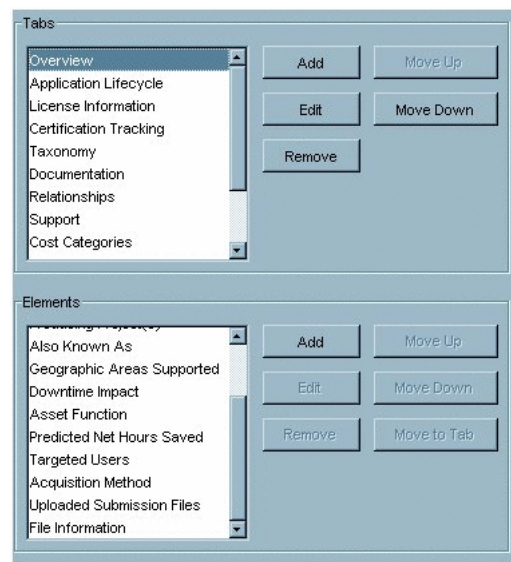 Tabs
Overview
Application Lifecycle
License Information
Certification Tracking
Taxonomy
Documentation
Relationships
Support
Cost Categories
Add
Move Up
Edit
Move Down
Remove
Elements
Also Known As
Geographic Areas Supported
Downtime Impact
Asset Function
Predicted Net Hours Saved
Targeted Users
Acquisition Method
Uploaded Submission Files
File Information
Add
Move Up
Edit
Move Down
Remove
Move to Tab